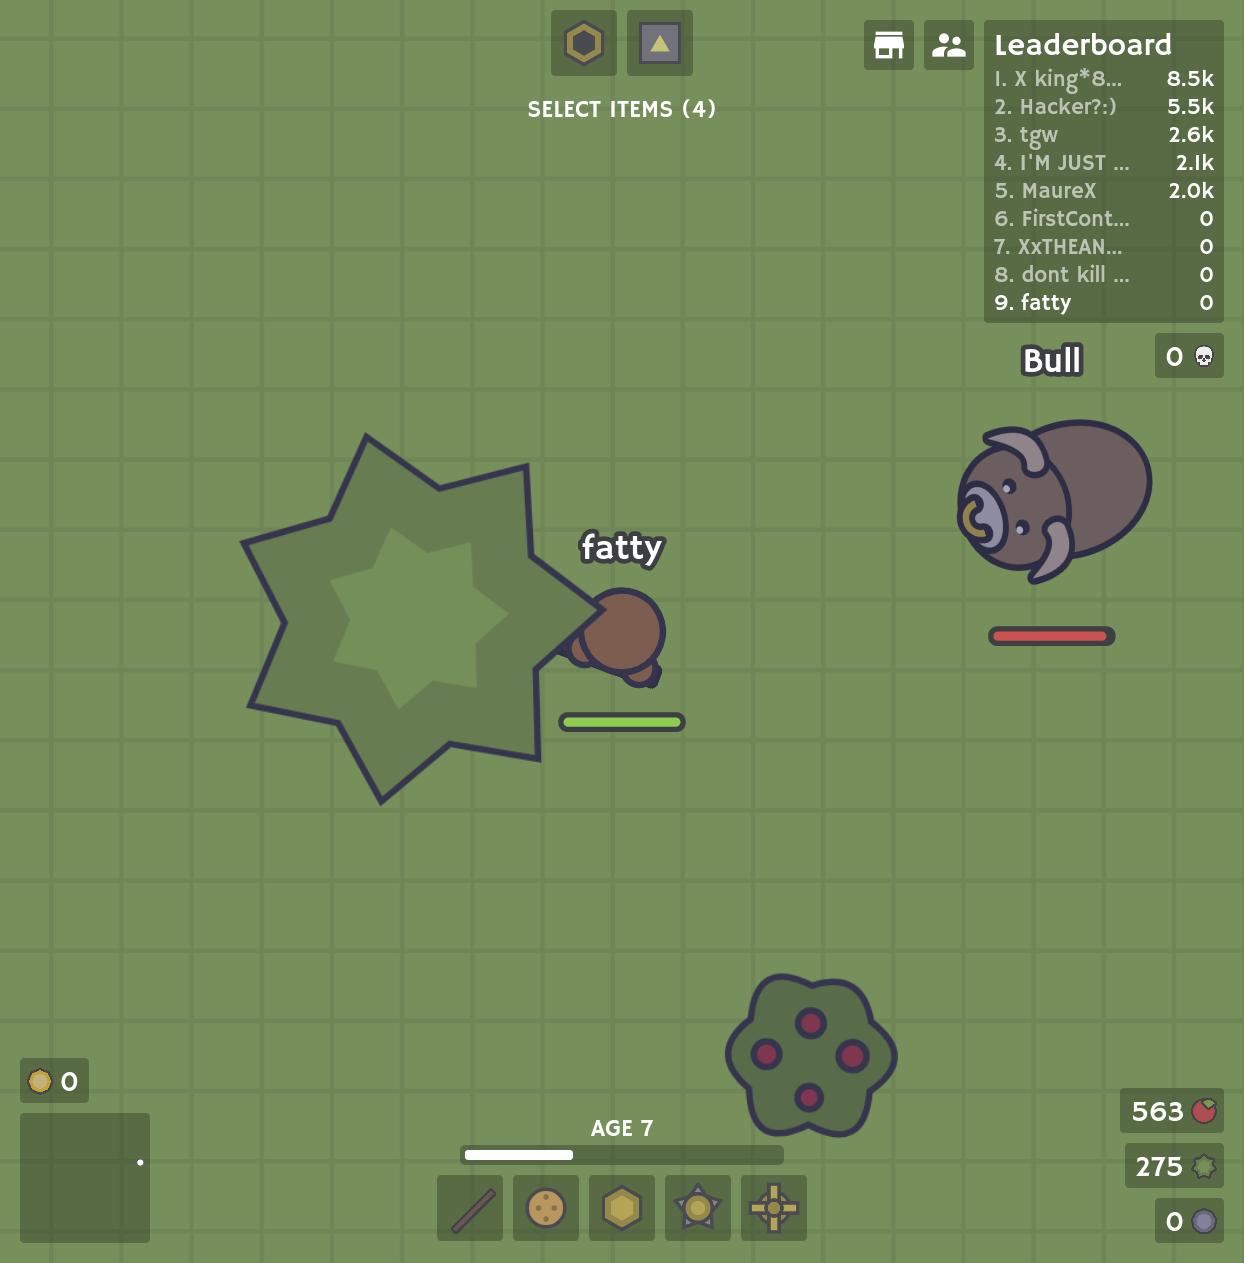 SELECT ITEMS (4)
Leaderboard
1. X king*8... 8.5k
2. Hacker?:) 5.5k
3. tgw 2.6k
4. I'M JUST ... 2.1k
5. MaureX 2.0k
6. FirstCont... 0
7. XxTHEAN... 0
8. dont kill ... 0
9. fatty 0
Bull
0
fatty
0
563
AGE 7
275
0